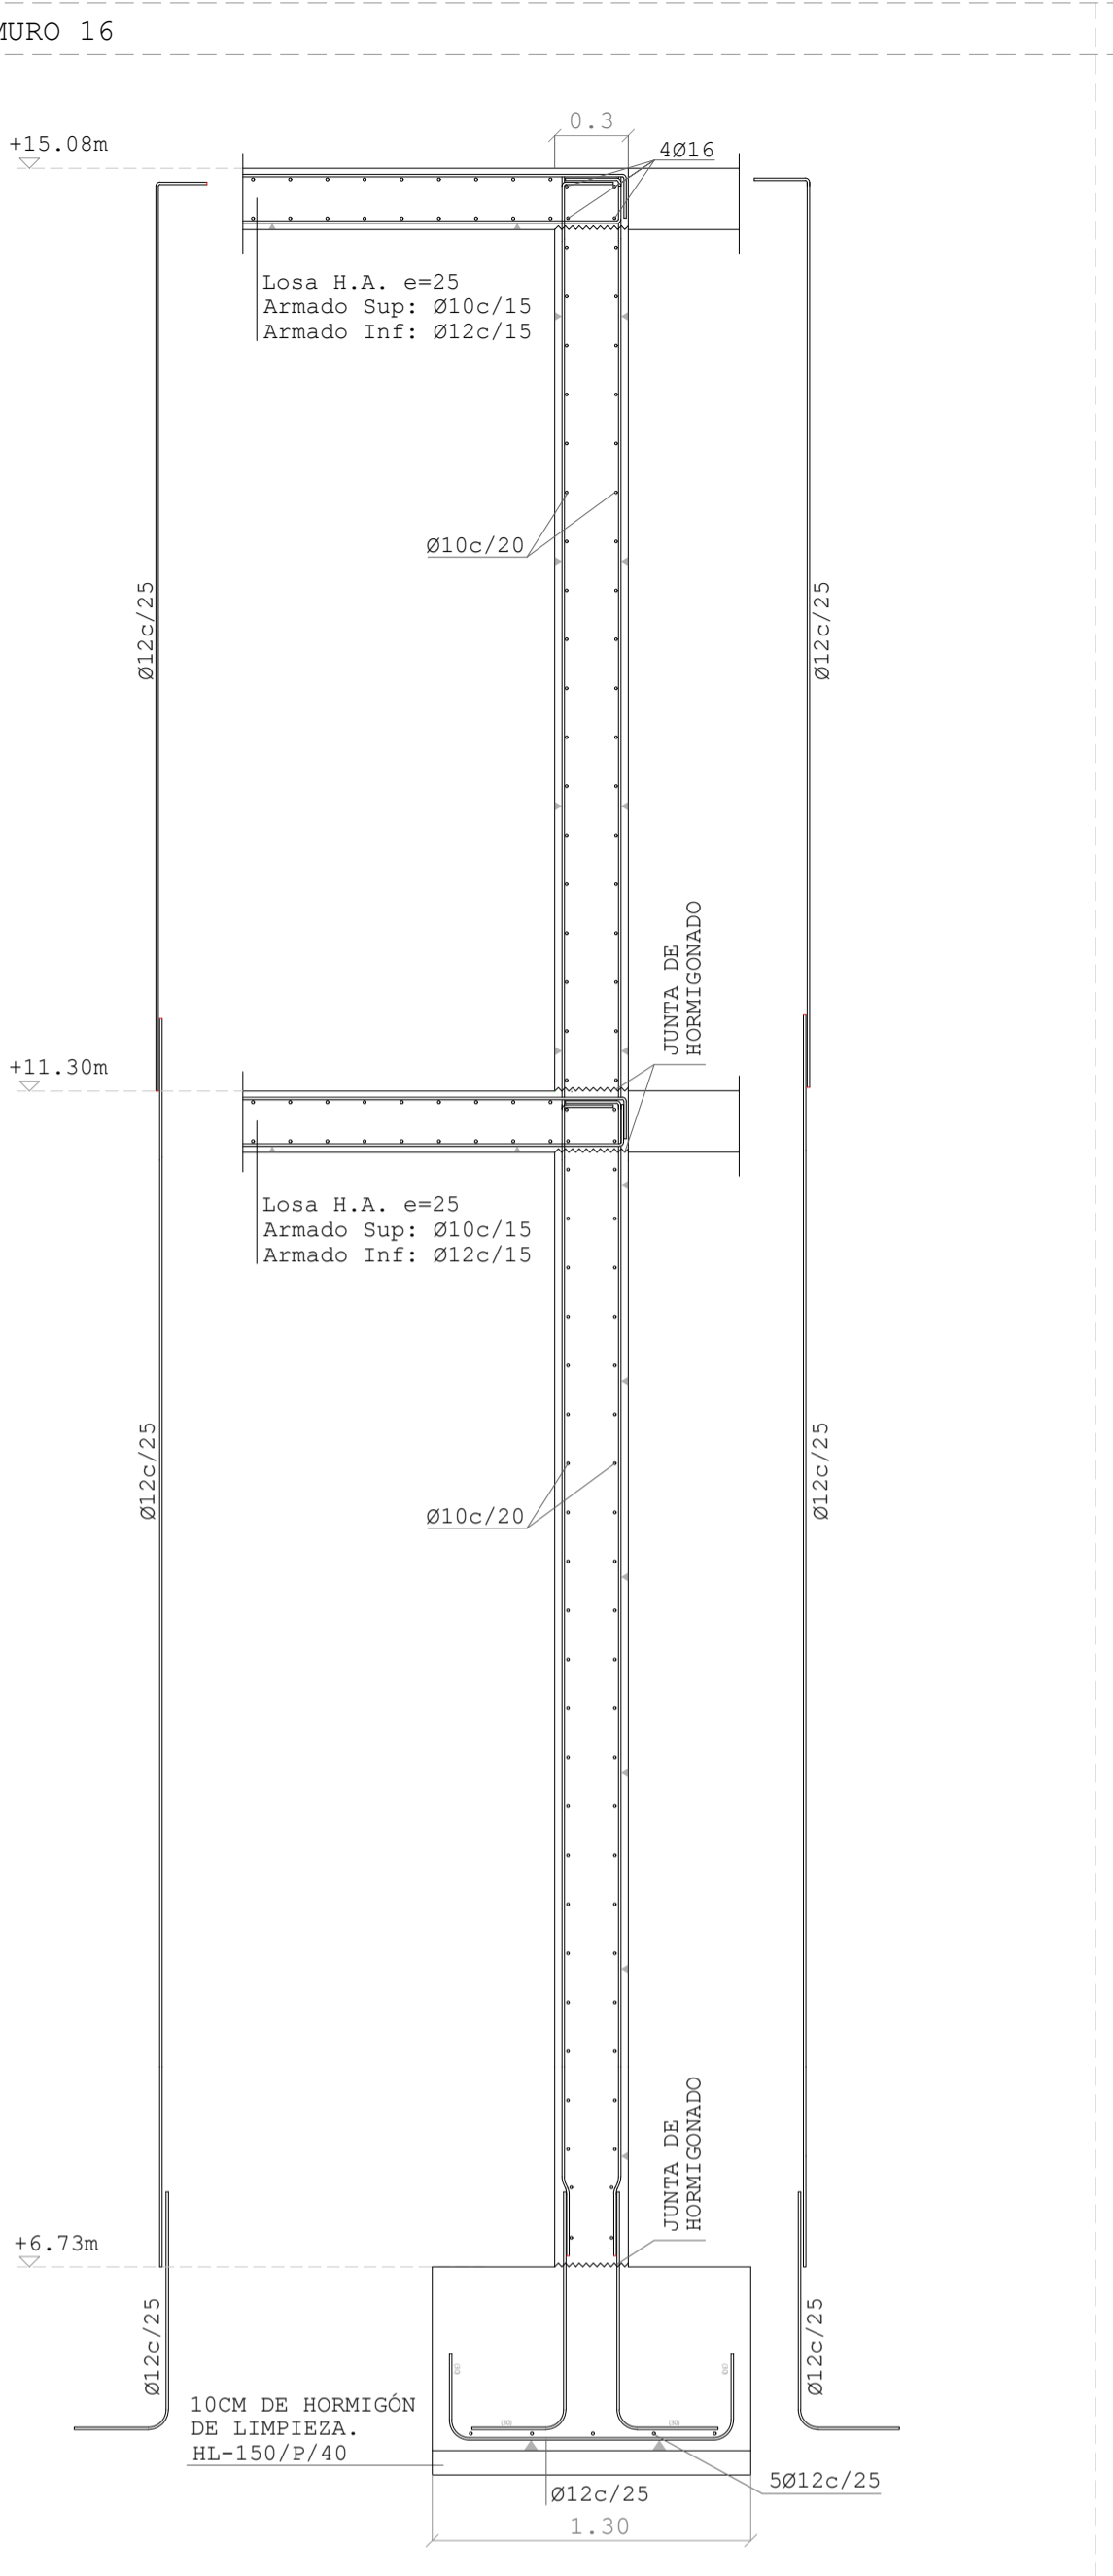 MURO 16
0.3
+15.08m
4Ø16
Losa H.A. e=25
Armado Sup: Ø10c/15
Armado Inf: Ø12c/15
Ø10c/20
Ø12c/25
Ø12c/25
JUNTA DE
HORMIGONADO
+11.30m
Losa H.A. e=25
Armado Sup: Ø10c/15
Armado Inf: Ø12c/15
Ø12c/25
Ø12c/25
Ø10c/20
JUNTA DE
HORMIGONADO
+6.73m
Ø12c/25
Ø12c/25
10CM DE HORMIGÓN
DE LIMPIEZA.
HL-150/P/40
5Ø12c/25
Ø12c/25
1.30